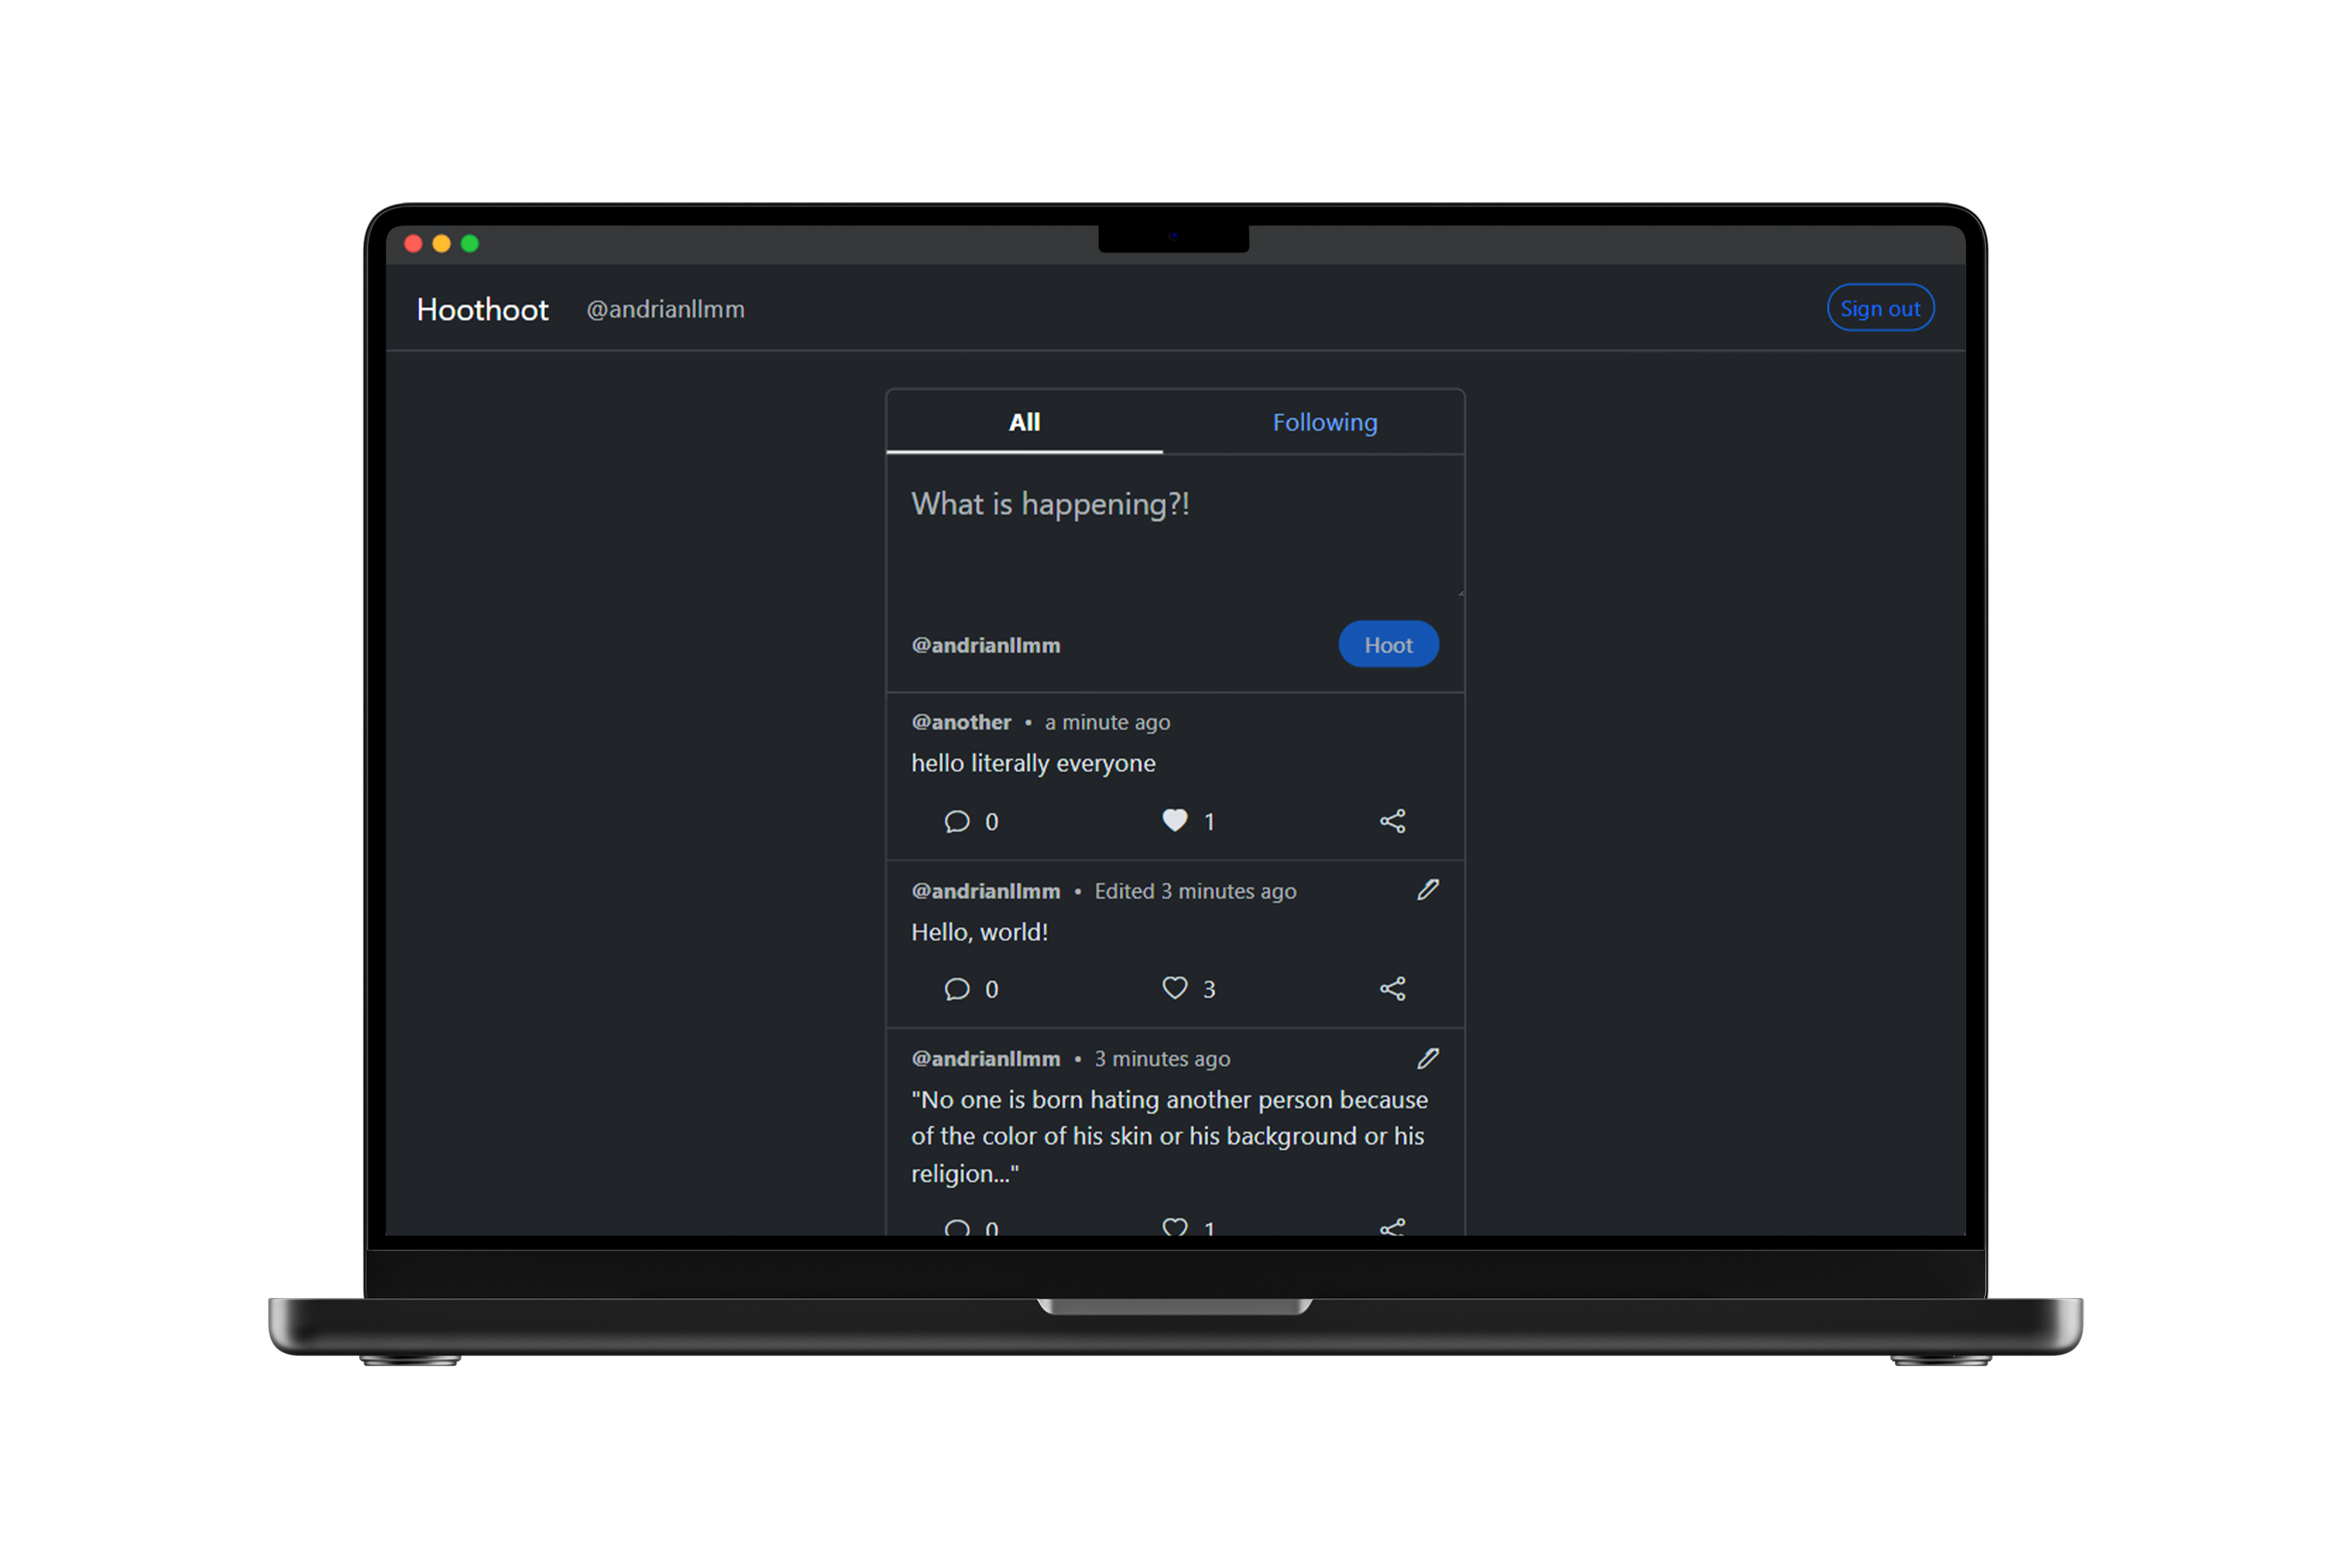 Hoothoot @andrianllmm Sign out
All Following
What is happening?!
@andrianllmm Hoot
@another • a minute ago
hello literally everyone
0 1
@andrianllmm • Edited 3 minutes ago
Hello, world!
0 3
@andrianllmm • 3 minutes ago
"No one is born hating another person because
of the color of his skin or his background or his
religion..."
0 1